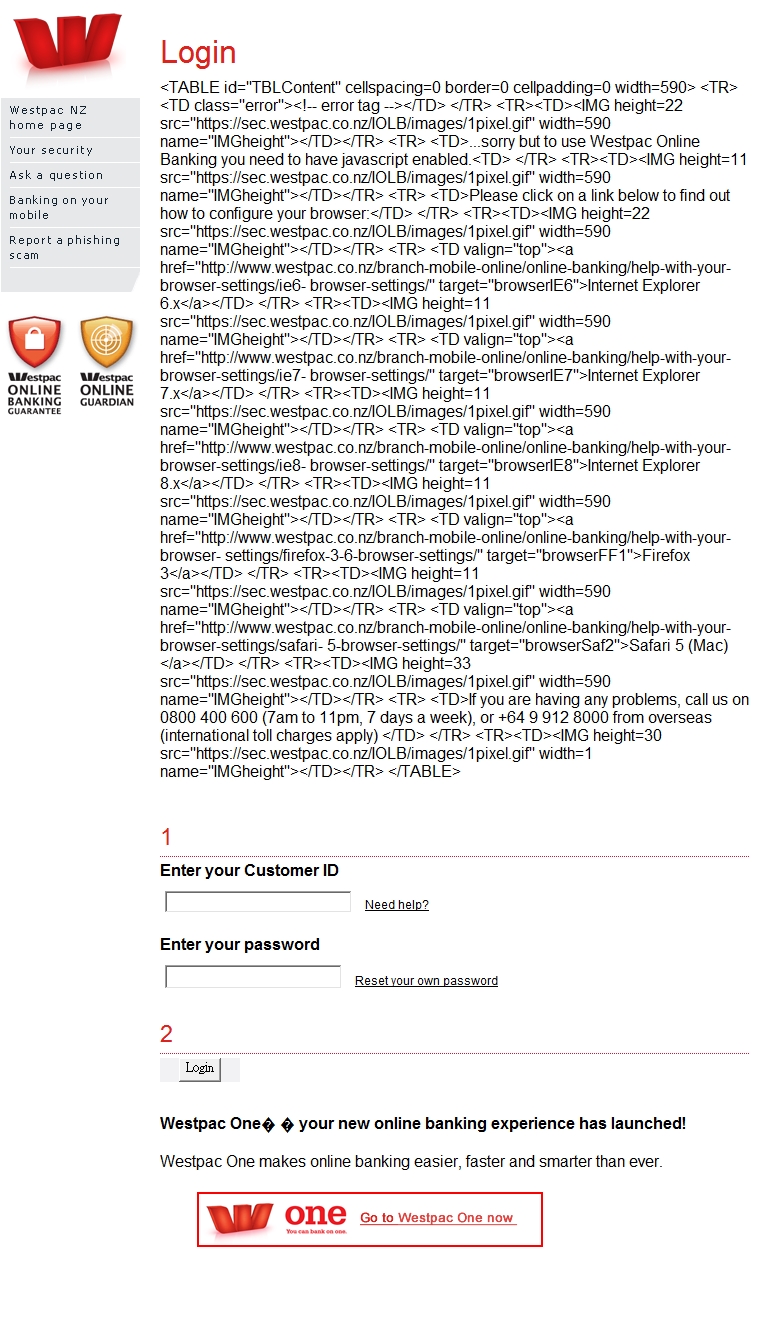 Westpac NZ
home page
Your security
Ask a question
Banking on your
mobile
Report a phishing
scam
Westpac
ONLINE
BANKING
GUARANTEE
Westpac
ONLINE
GUARDIAN
Login
<TABLE id="TBLContent" cellspacing=0 border=0 cellpadding=0 width=590> <TR>
<TD class="error"><!-- error tag --></TD> </TR> <TR><TD><IMG height=22
src="https://sec.westpac.co.nz/IOLB/images/1pixel.gif" width=590
name="IMGheight"></TD></TR> <TR> <TD>...sorry but to use Westpac Online
Banking you need to have javascript enabled.<TD> </TR> <TR><TD><IMG height=11
src="https://sec.westpac.co.nz/IOLB/images/1pixel.gif" width=590
name="IMGheight"></TD></TR> <TR> <TD>Please click on a link below to find out
how to configure your browser:</TD> </TR> <TR><TD><IMG height=22
src="https://sec.westpac.co.nz/IOLB/images/1pixel.gif" width=590
name="IMGheight"></TD></TR> <TR> <TD valign="top"><a
href="http://www.westpac.co.nz/branch-mobile-online/online-banking/help-with-your-
browser-settings/ie6- browser-settings/" target="browserIE6">Internet Explorer
6.x</a></TD> </TR> <TR><TD><IMG height=11
src="https://sec.westpac.co.nz/IOLB/images/1pixel.gif" width=590
name="IMGheight"></TD></TR> <TR> <TD valign="top"><a
href="http://www.westpac.co.nz/branch-mobile-online/online-banking/help-with-your-
browser-settings/ie7- browser-settings/" target="browserIE7">Internet Explorer
7.x</a></TD> </TR> <TR><TD><IMG height=11
src="https://sec.westpac.co.nz/IOLB/images/1pixel.gif" width=590
name="IMGheight"></TD></TR> <TR> <TD valign="top"><a
href="http://www.westpac.co.nz/branch-mobile-online/online-banking/help-with-your-
browser-settings/ie8- browser-settings/" target="browserIE8">Internet Explorer
8.x</a></TD> </TR> <TR><TD><IMG height=11
src="https://sec.westpac.co.nz/IOLB/images/1pixel.gif" width=590
name="IMGheight"></TD></TR> <TR> <TD valign="top"><a
href="http://www.westpac.co.nz/branch-mobile-online/online-banking/help-with-your-
browser- settings/firefox-3-6-browser-settings/" target="browserFF1">Firefox
3</a></TD> </TR> <TR><TD><IMG height=11
src="https://sec.westpac.co.nz/IOLB/images/1pixel.gif" width=590
name="IMGheight"></TD></TR> <TR> <TD valign="top"><a
href="http://www.westpac.co.nz/branch-mobile-online/online-banking/help-with-your-
browser-settings/safari- 5-browser-settings/" target="browserSaf2">Safari 5 (Mac)
</a></TD> </TR> <TR><TD><IMG height=33
src="https://sec.westpac.co.nz/IOLB/images/1pixel.gif" width=590
name="IMGheight"></TD></TR> <TR> <TD>If you are having any problems, call us on
0800 400 600 (7am to 11pm, 7 days a week), or +64 9 912 8000 from overseas
(international toll charges apply) </TD> </TR> <TR><TD><IMG height=30
src="https://sec.westpac.co.nz/IOLB/images/1pixel.gif" width=1
name="IMGheight"></TD></TR> </TABLE>
1
Enter your Customer ID
Need help?
Enter your password
Reset your own password
2
Login
Westpac One� � your new online banking experience has launched!
Westpac One makes online banking easier, faster and smarter than ever.
one
You can bank on one.
Go to Westpac One now